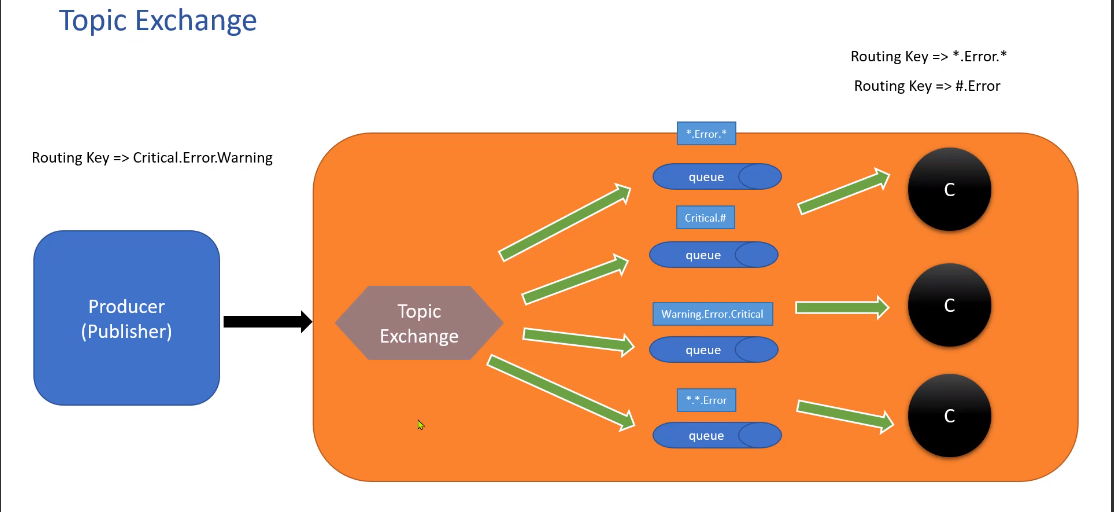 Topic Exchange
Routing Key => *.Error.*
Routing Key => #.Error
Routing Key => Critical.Error.Warning
Producer
(Publisher)
Topic
Exchange
*.Error.*
queue
Critical.#
queue
Warning.Error.Critical
queue
*.*.Error
queue
C
C
C